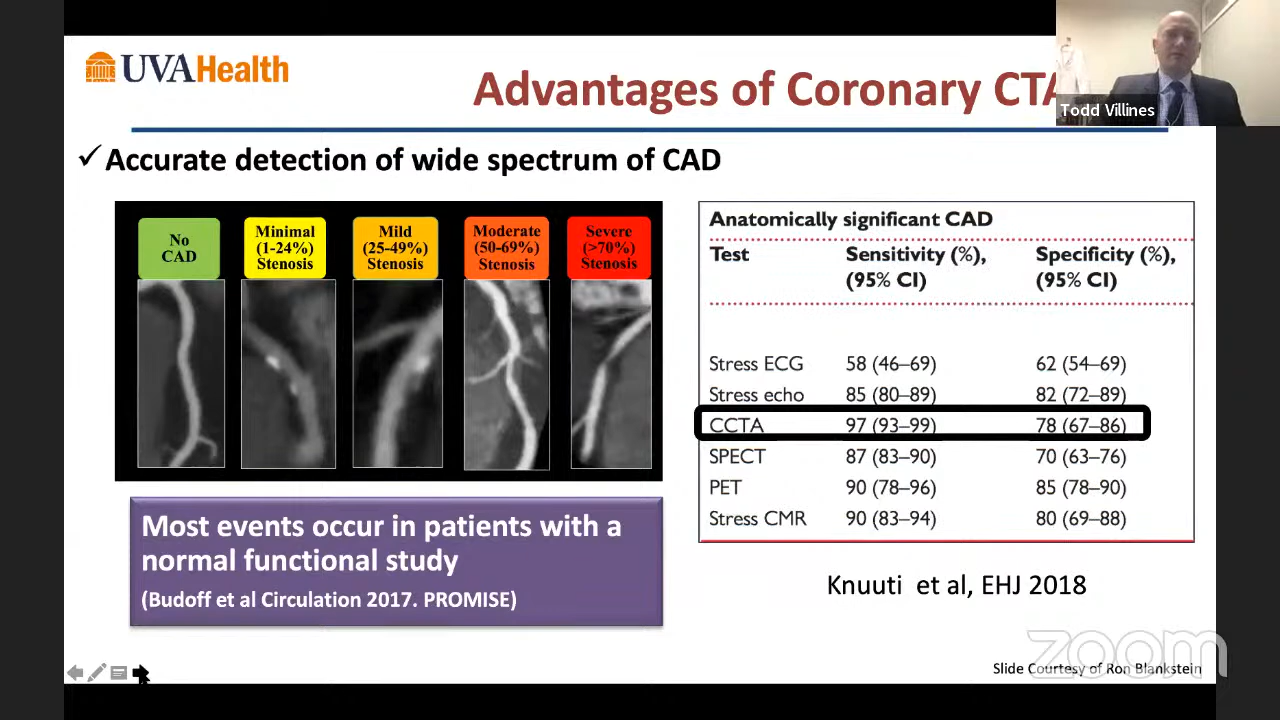 UVAHealth
Advantages of Coronary CTA
Todd Villines
✓Accurate detection of wide spectrum of CAD
No
CAD
Minimal
(1-24%)
Stenosis
Mild
(25-49%)
Stenosis
Moderate
(50-69%)
Stenosis
Severe
(>70%)
Stenosis
Anatomically significant CAD
Test Sensitivity (%), Specificity (%),
(95% CI) (95% CI)
Stress ECG 58 (46–69) 62 (54–69)
Stress echo 85 (80–89) 82 (72–89)
CCTA 97 (93–99) 78 (67–86)
SPECT 87 (83–90) 70 (63–76)
PET 90 (78–96) 85 (78–90)
Stress CMR 90 (83–94) 80 (69–88)
Most events occur in patients with a
normal functional study
(Budoff et al Circulation 2017. PROMISE)
Knuuti et al, EHJ 2018
zoom
Slide Courtesy of Ron Blankstein